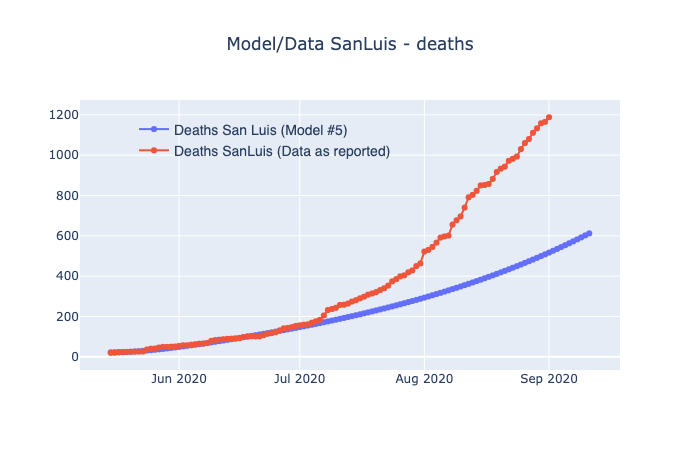 Model/Data SanLuis - deaths
Deaths San Luis (Model #5)
Deaths SanLuis (Data as reported)
1200
1000
800
600
400
200
0
Jun 2020 Jul 2020 Aug 2020 Sep 2020